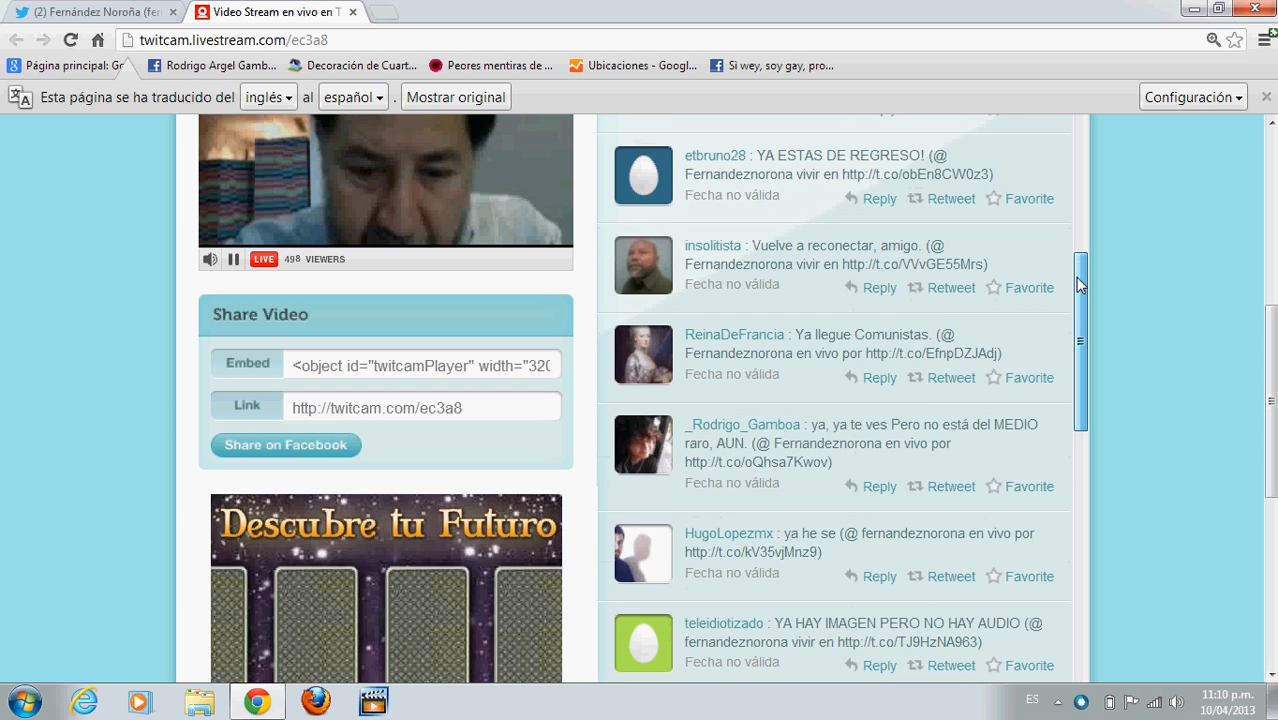 (2) Fernández Noroña (fer
Video Stream en vivo en T
twitcam.livestream.com/ec3a8
Página principal: Go
Rodrigo Argel Gamb...
Decoración de Cuart...
Peores mentiras de ...
Ubicaciones - Googl...
Si wey, soy gay, pro...
Esta página se ha traducido del inglés al español . Mostrar original Configuración
LIVE 498 VIEWERS
Share Video
Embed <object id="twitcamPlayer" width="320
Link http://twitcam.com/ec3a8
Share on Facebook
Descubre tu Futuro
etbruno28 : YA ESTAS DE REGRESO! (@
Fernandeznorona vivir en http://t.co/obEn8CW0z3)
Fecha no válida
Reply Retweet Favorite
insolitista : Vuelve a reconectar, amigo. (@
Fernandeznorona vivir en http://t.co/VVvGE55Mrs)
Fecha no válida
Reply Retweet Favorite
ReinaDeFrancia : Ya llegue Comunistas. (@
Fernandeznorona en vivo por http://t.co/EfnpDZJAdj)
Fecha no válida
Reply Retweet Favorite
_Rodrigo_Gamboa : ya, ya te ves Pero no está del MEDIO
raro, AUN. (@ Fernandeznorona en vivo por
http://t.co/oQhsa7Kwov)
Fecha no válida
Reply Retweet Favorite
HugoLopezmx : ya he se (@ fernandeznorona en vivo por
http://t.co/kV35vjMnz9)
Fecha no válida
Reply Retweet Favorite
teleidiotizado : YA HAY IMAGEN PERO NO HAY AUDIO (@
fernandeznorona vivir en http://t.co/TJ9HzNA963)
Fecha no válida
Reply Retweet Favorite
ES
11:10 p.m.
10/04/2013